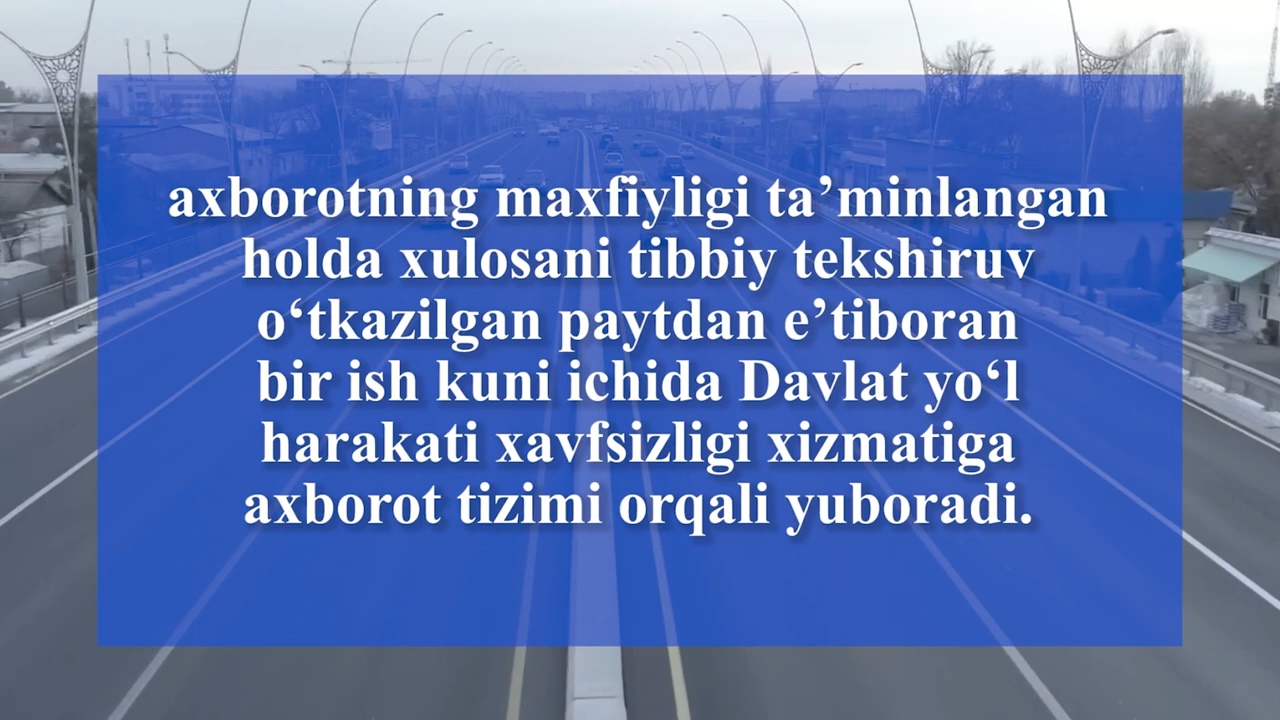 axborotning maxfiyligi ta’minlangan
holda xulosani tibbiy tekshiruv
o‘tkazilgan paytdan e’tiboran
bir ish kuni ichida Davlat yo‘l
harakati xavfsizligi xizmatiga
axborot tizimi orqali yuboradi.